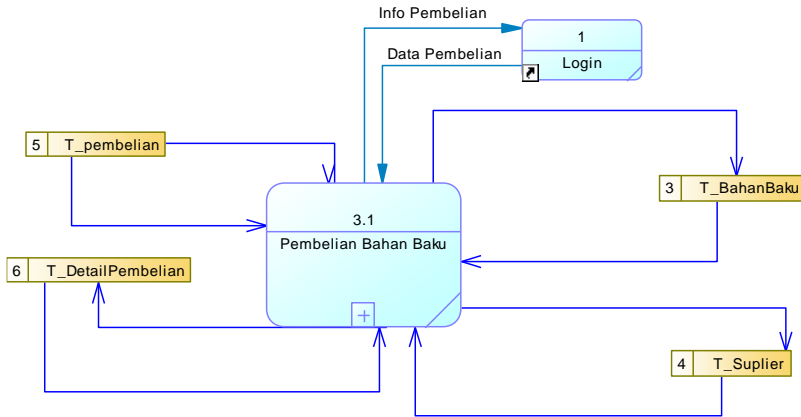 Info Pembelian
1
Data Pembelian
Login
5 T_pembelian
3 T_BahanBaku
3.1
Pembelian Bahan Baku
6 T_DetailPembelian
4 T_Suplier